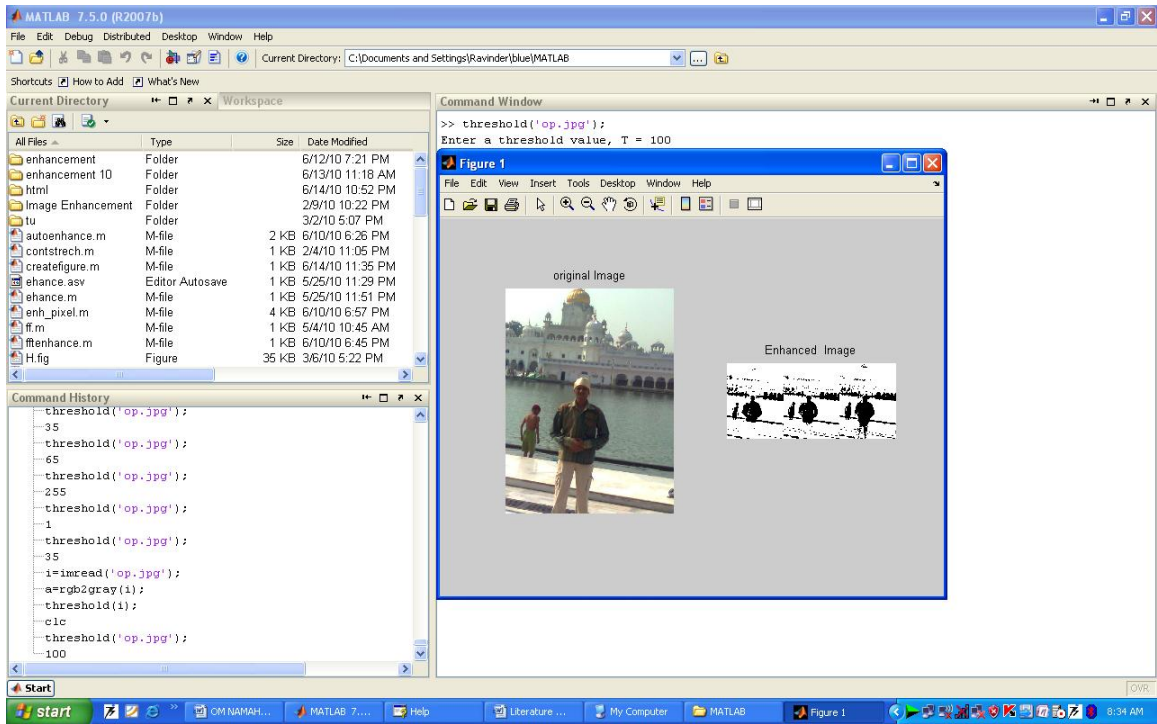 MATLAB 7.5.0 (R2007b)
File Edit Debug Distributed Desktop Window Help
Current Directory: C:\Documents and Settings\Ravinder\blue\MATLAB
Shortcuts How to Add What's New
Current Directory Workspace
All Files Type Size Date Modified
enhancement Folder 6/12/10 7:21 PM
enhancement 10 Folder 6/13/10 11:18 AM
html Folder 6/14/10 10:52 PM
Image Enhancement Folder 2/9/10 10:22 PM
tu Folder 3/2/10 5:07 PM
autoenhance.m M-file 2 KB 6/10/10 6:26 PM
contstrech.m M-file 1 KB 2/4/10 11:05 PM
createfigure.m M-file 1 KB 6/14/10 11:35 PM
ehance.asv Editor Autosave 1 KB 5/25/10 11:29 PM
ehance.m M-file 1 KB 5/25/10 11:51 PM
enh_pixel.m M-file 4 KB 6/10/10 6:57 PM
ff.m M-file 1 KB 5/4/10 10:45 AM
fftenhance.m M-file 1 KB 6/10/10 6:45 PM
H.fig Figure 35 KB 3/6/10 5:22 PM
Command History
threshold('op.jpg');
35
threshold('op.jpg');
65
threshold('op.jpg');
255
threshold('op.jpg');
1
threshold('op.jpg');
35
i=imread('op.jpg');
a=rgb2gray(i);
threshold(i);
clc
threshold('op.jpg');
100
Command Window
>> threshold('op.jpg');
Enter a threshold value, T = 100
Figure 1
File Edit View Insert Tools Desktop Window Help
original Image
Enhanced Image
Start
OVR
start
OM NAMAH...
MATLAB 7....
Help
Literature ...
My Computer
MATLAB
Figure 1
8:34 AM